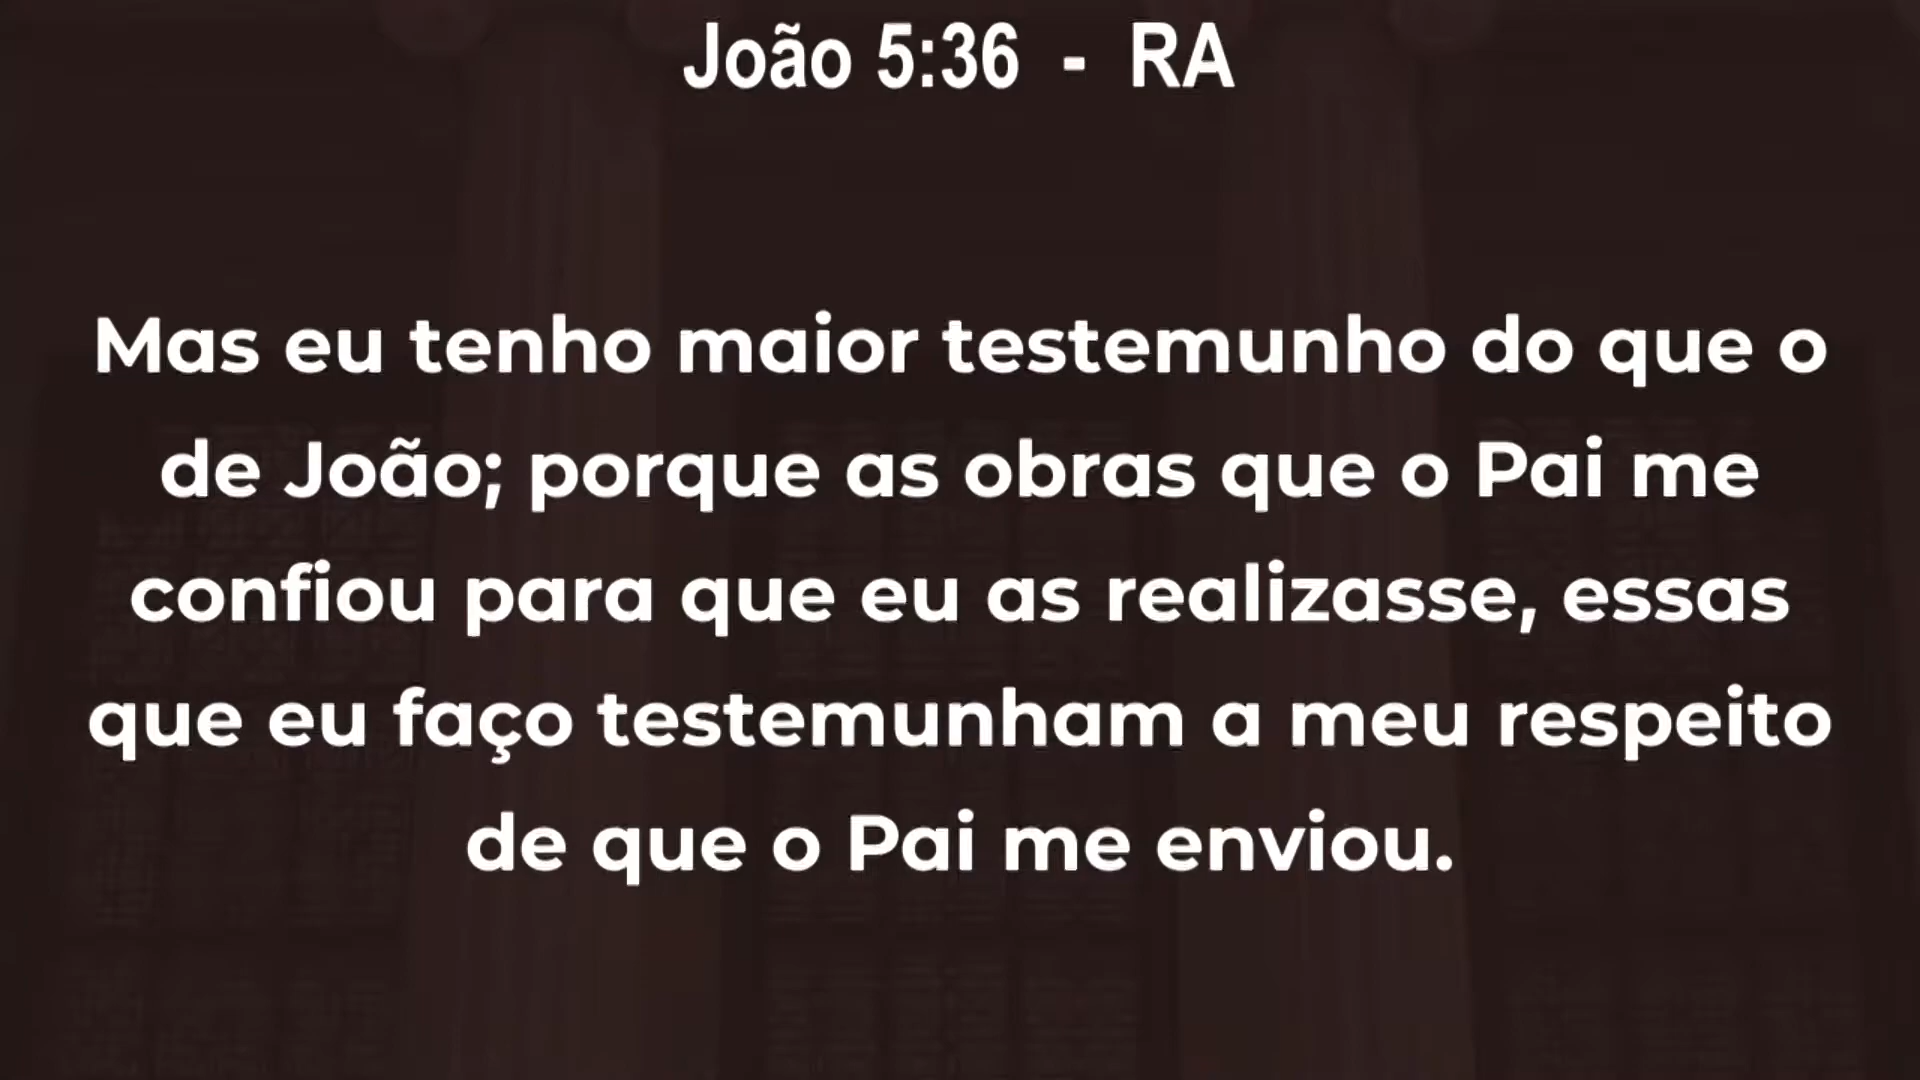 João 5:36 - RA
Mas eu tenho maior testemunho do que o
de João; porque as obras que o Pai me
confiou para que eu as realizasse, essas
que eu faço testemunham a meu respeito
de que o Pai me enviou.